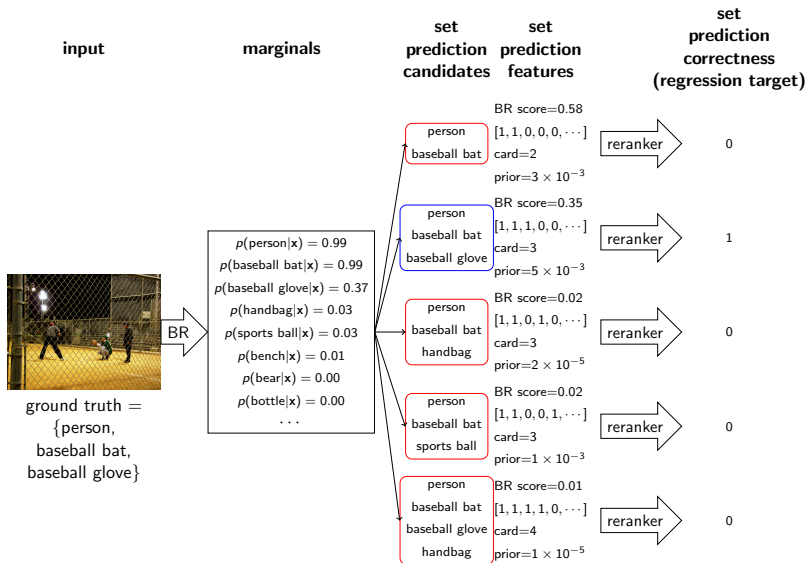 input
marginals
set
prediction
candidates
set
prediction
features
set
prediction
correctness
(regression target)
ground truth =
{person,
baseball bat,
baseball glove}
BR
p(person|x) = 0.99
p(baseball bat|x) = 0.99
p(baseball glove|x) = 0.37
p(handbag|x) = 0.03
p(sports ball|x) = 0.03
p(bench|x) = 0.01
p(bear|x) = 0.00
p(bottle|x) = 0.00
...
person
baseball bat
BR score=0.58
[1, 1, 0, 0, 0, ⋯]
card=2
prior=3 × 10⁻³
reranker
0
person
baseball bat
baseball glove
BR score=0.35
[1, 1, 1, 0, 0, ⋯]
card=3
prior=5 × 10⁻³
reranker
1
person
baseball bat
handbag
BR score=0.02
[1, 1, 0, 1, 0, ⋯]
card=3
prior=2 × 10⁻⁵
reranker
0
person
baseball bat
sports ball
BR score=0.02
[1, 1, 0, 0, 1, ⋯]
card=3
prior=1 × 10⁻³
reranker
0
person
baseball bat
baseball glove
handbag
BR score=0.01
[1, 1, 1, 1, 0, ⋯]
card=4
prior=1 × 10⁻⁵
reranker
0